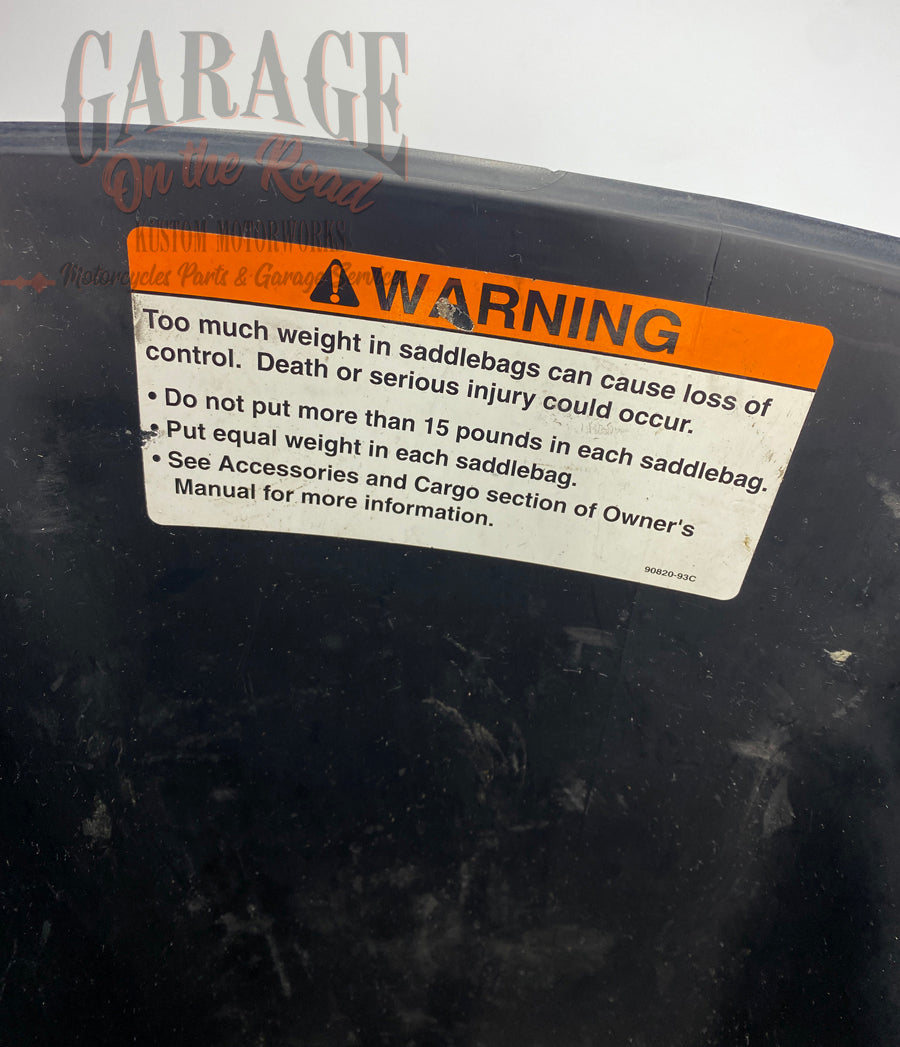 GARAGE
On the Road
KUSTOM MOTORWORKS
Motorcycles Parts & Garage Service
WARNING
Too much weight in saddlebags can cause loss of
control. Death or serious injury could occur.
• Do not put more than 15 pounds in each saddlebag.
• Put equal weight in each saddlebag.
• See Accessories and Cargo section of Owner's
Manual for more information.
90820-93C